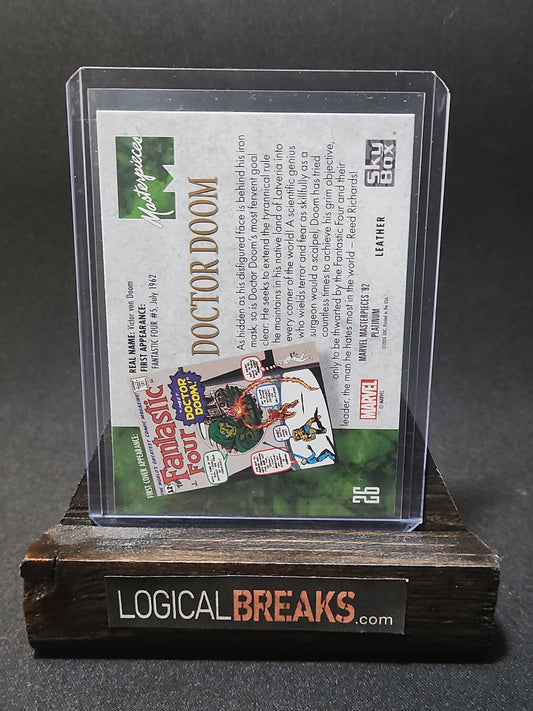 Masterpieces
M
DOCTOR DOOM
REAL NAME: Victor von Doom
FIRST APPEARANCE:
FANTASTIC FOUR #5, July 1962
As hidden as his disfigured face is behind his iron
mask, so is Doctor Doom's most fervent goal
clear. He seeks to extend the tyrannical rule
he maintains in his native land of Latveria into
every corner of the world! A scientific genius
who wields terror and fear as skillfully as a
surgeon would a scalpel, Doom has tried
countless times to achieve his grim objective,
only to be thwarted by the Fantastic Four and their
leader, the man he hates most in the world – Reed Richards!
SKYBOX
LEATHER
MARVEL MASTERPIECES 92
PLATINUM
MARVEL
© MARVEL
FIRST COVER APPEARANCE:
Fantastic
Four
DOCTOR
DOOM
26
LOGICALBREAKS.com